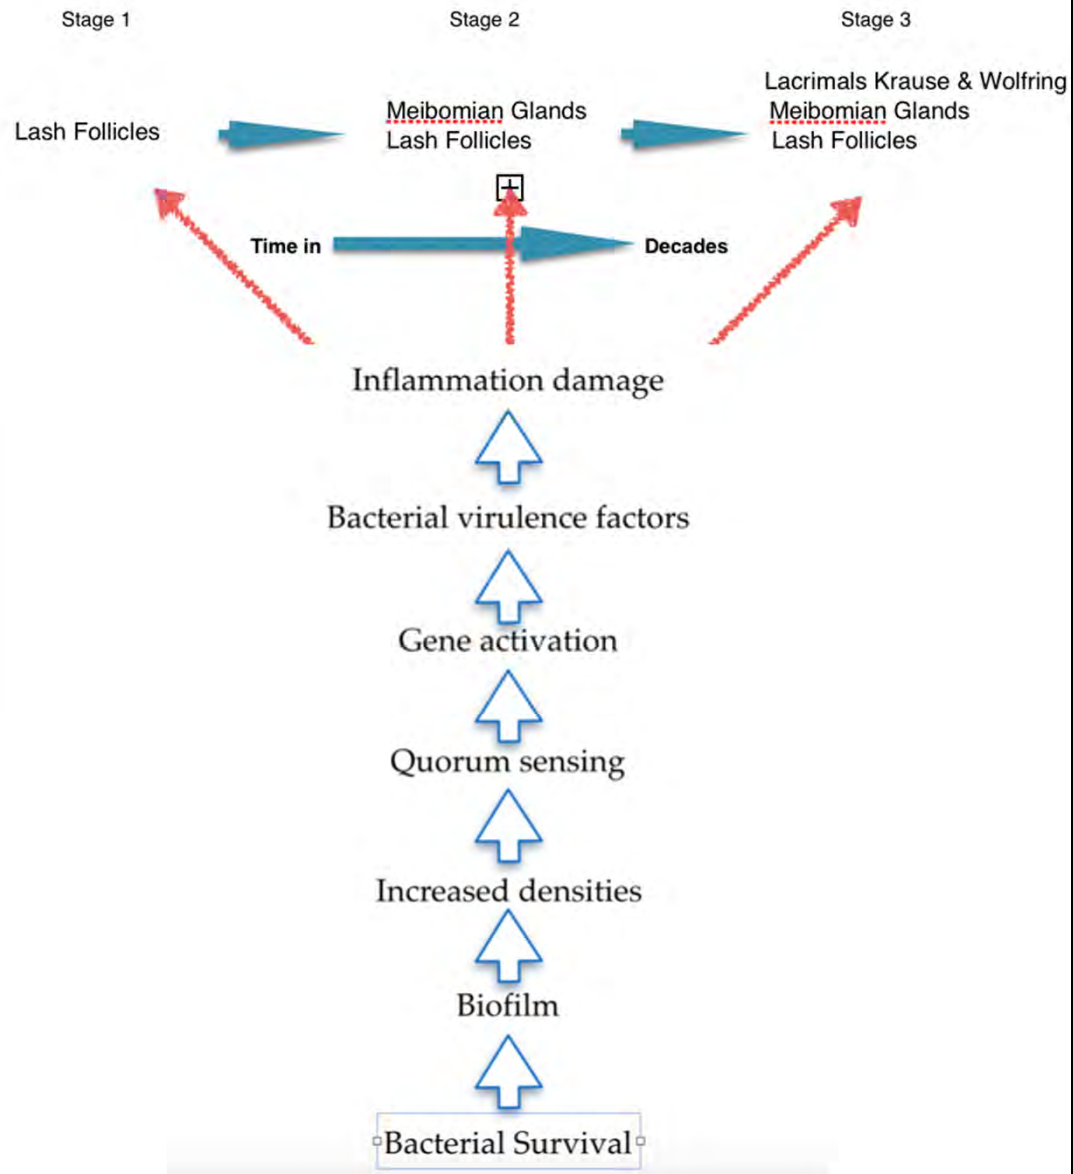 Stage 1
Stage 2
Stage 3
Lash Follicles
Meibomian Glands
Lash Follicles
Lacrimals Krause & Wolfring
Meibomian Glands
Lash Follicles
Time in
Decades
Inflammation damage
Bacterial virulence factors
Gene activation
Quorum sensing
Increased densities
Biofilm
Bacterial Survival